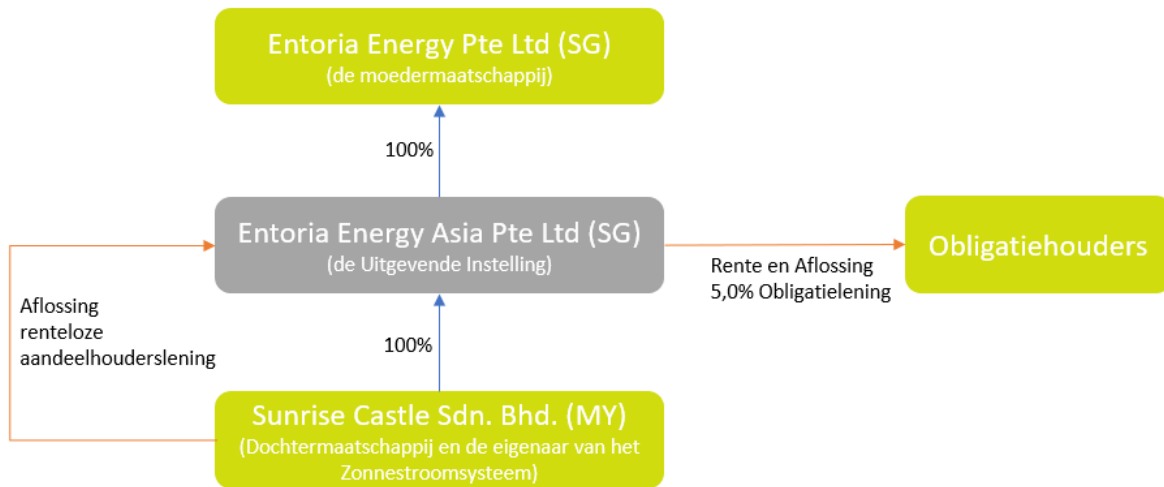 Entoria Energy Pte Ltd (SG)
(de moedermaatschappij)
100%
Entoria Energy Asia Pte Ltd (SG)
(de Uitgevende Instelling)
Obligatiehouders
Rente en Aflossing
5,0% Obligatielening
Aflossing
renteloze
aandeelhouderslening
100%
Sunrise Castle Sdn. Bhd. (MY)
(Dochtermaatschappij en de eigenaar van het
Zonnestroomsysteem)